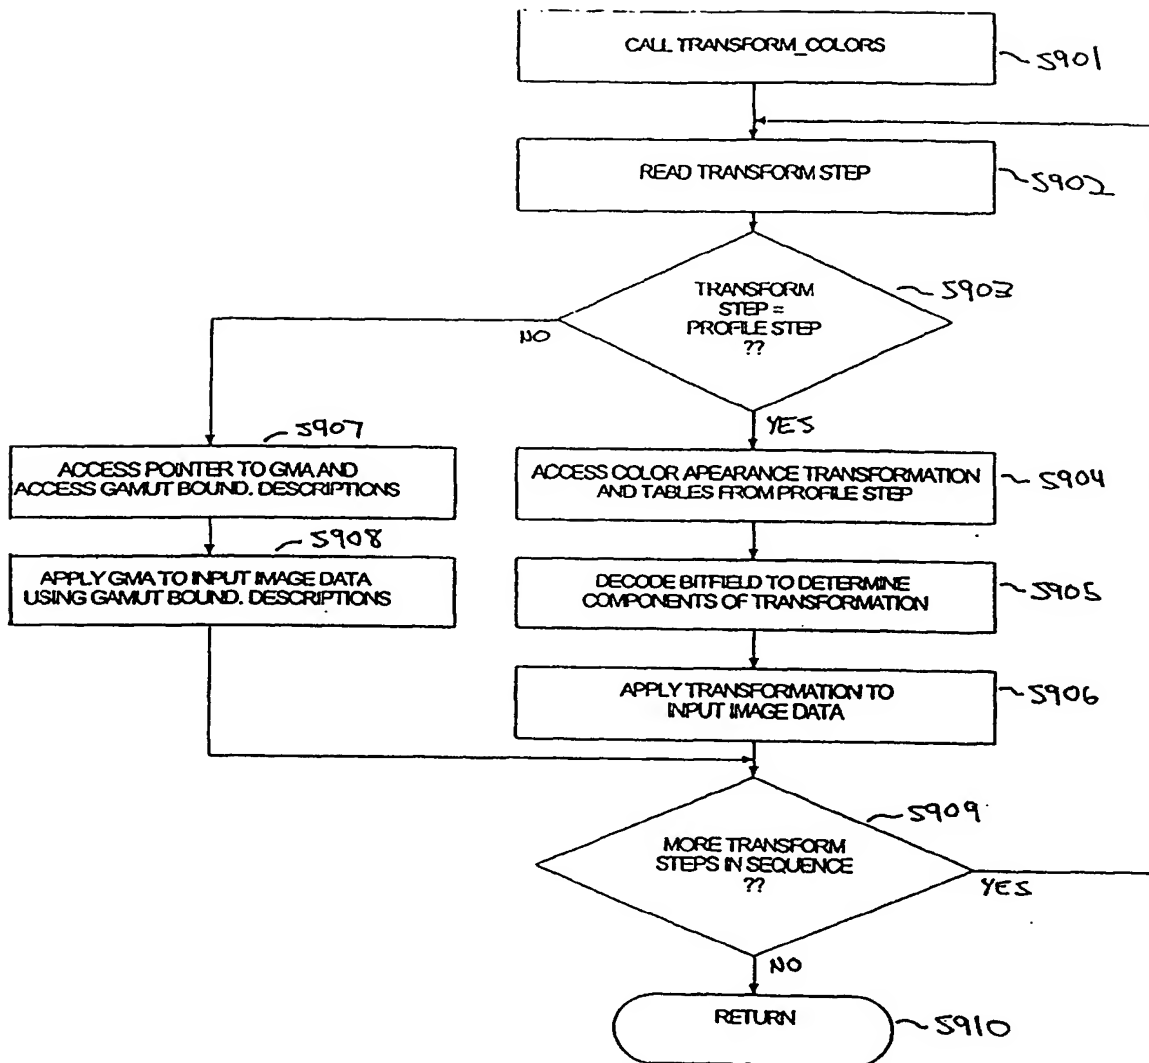 CALL TRANSFORM_COLORS
S901
READ TRANSFORM STEP
S902
TRANSFORM
STEP =
PROFILE STEP
??
S903
NO
YES
S907
ACCESS POINTER TO GMA AND
ACCESS GAMUT BOUND. DESCRIPTIONS
ACCESS COLOR APEARANCE TRANSFORMATION
AND TABLES FROM PROFILE STEP
S904
S908
APPLY GMA TO INPUT IMAGE DATA
USING GAMUT BOUND. DESCRIPTIONS
DECODE BITFIELD TO DETERMINE
COMPONENTS OF TRANSFORMATION
S905
APPLY TRANSFORMATION TO
INPUT IMAGE DATA
S906
MORE TRANSFORM
STEPS IN SEQUENCE
??
S909
YES
NO
RETURN
S910